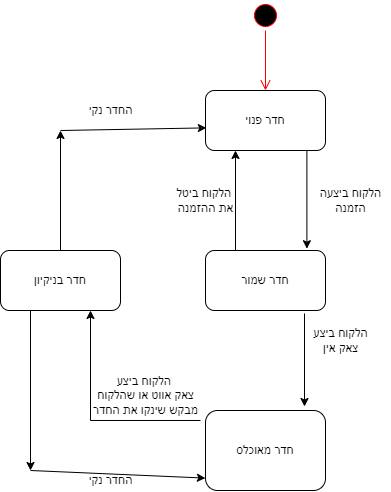 החדר נקי
חדר פנוי
הלקוח ביטל
את ההזמנה
הלקוח ביצעה
הזמנה
חדר בניקיון
חדר שמור
הלקוח ביצע
צאק אין
הלקוח ביצע
צאק אווט או שהלקוח
מבקש שינקו את החדר
חדר מאוכלס
החדר נקי